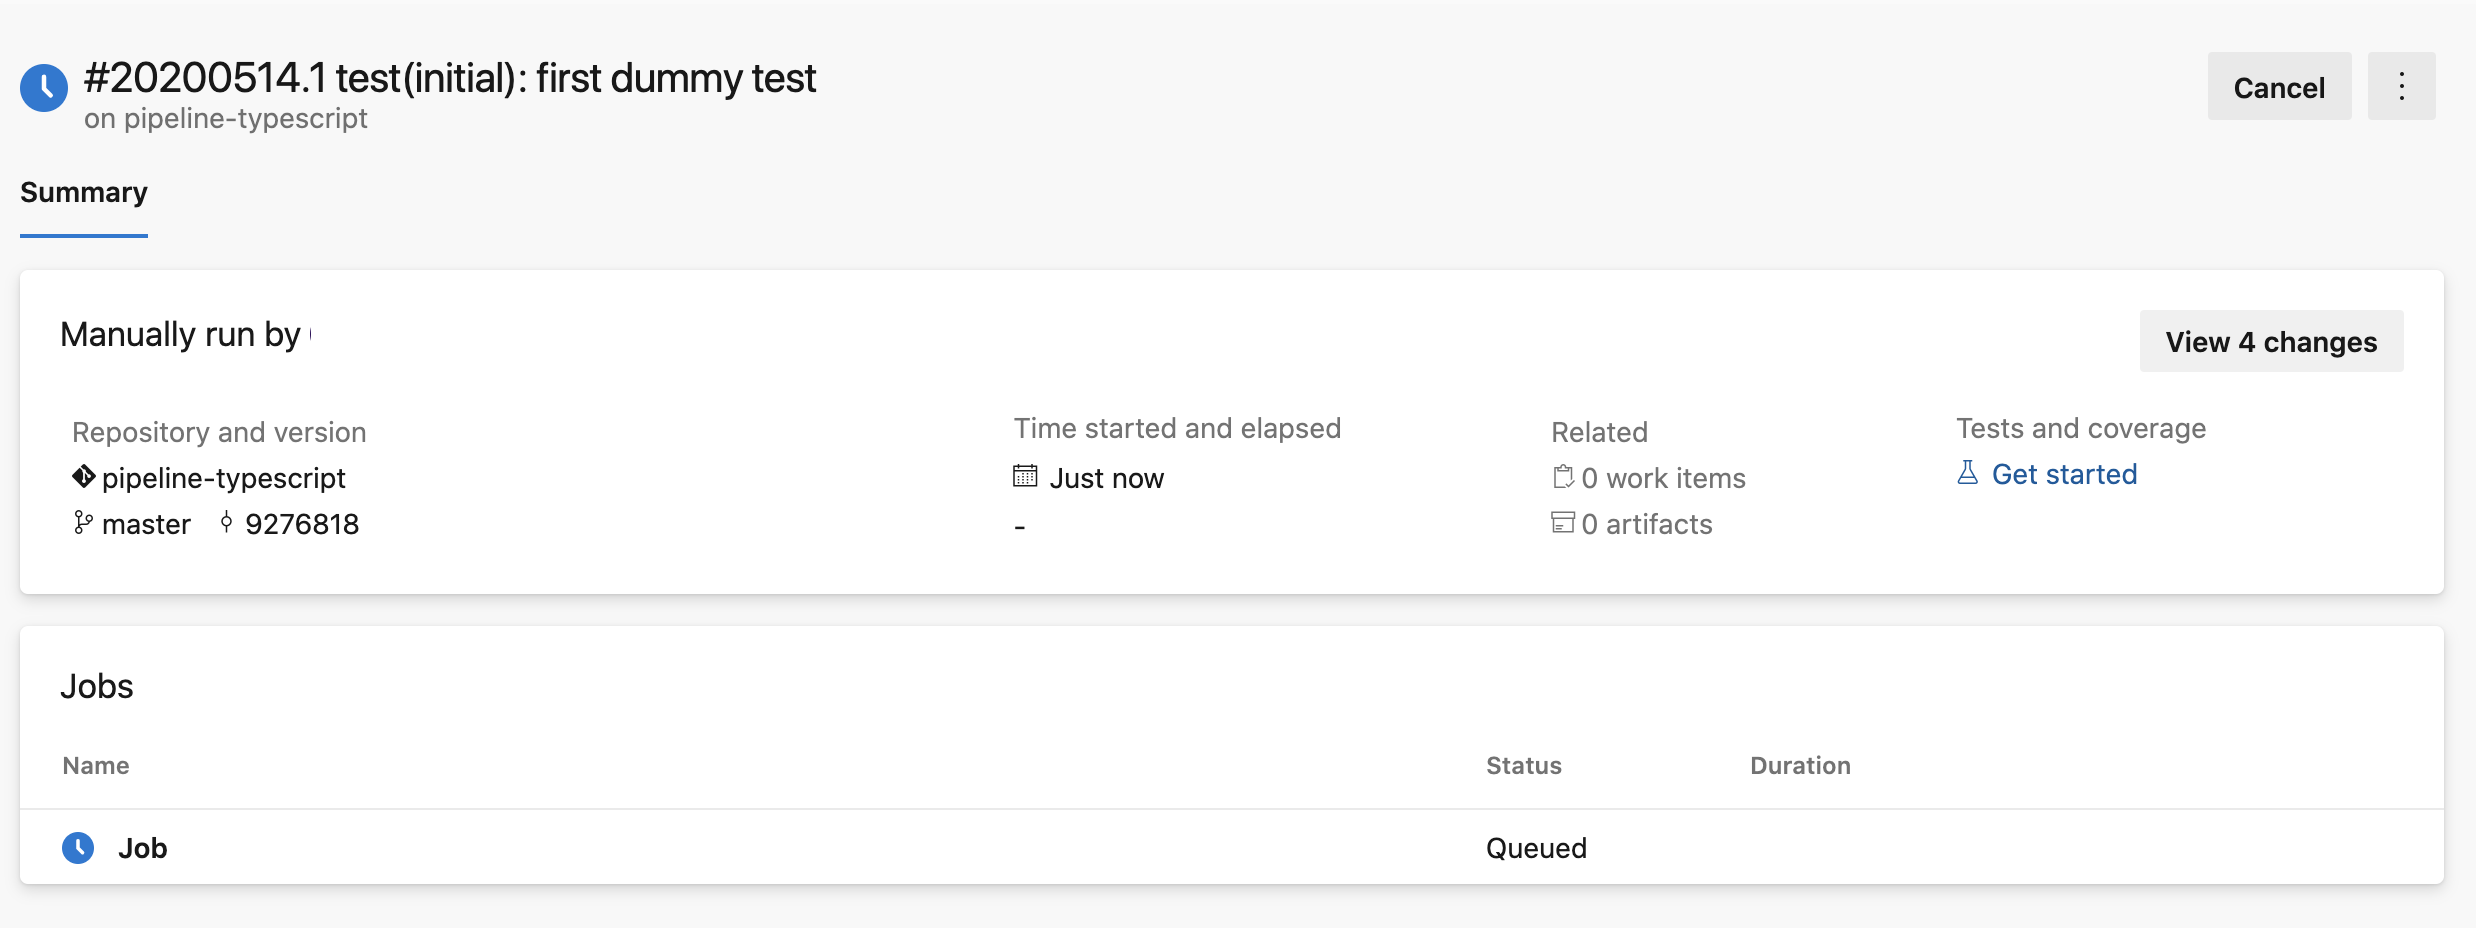 #20200514.1 test(initial): first dummy test
on pipeline-typescript
Cancel
Summary
Manually run by
View 4 changes
Repository and version
pipeline-typescript
master 9276818
Time started and elapsed
Just now
-
Related
0 work items
0 artifacts
Tests and coverage
Get started
Jobs
Name Status Duration
Job Queued